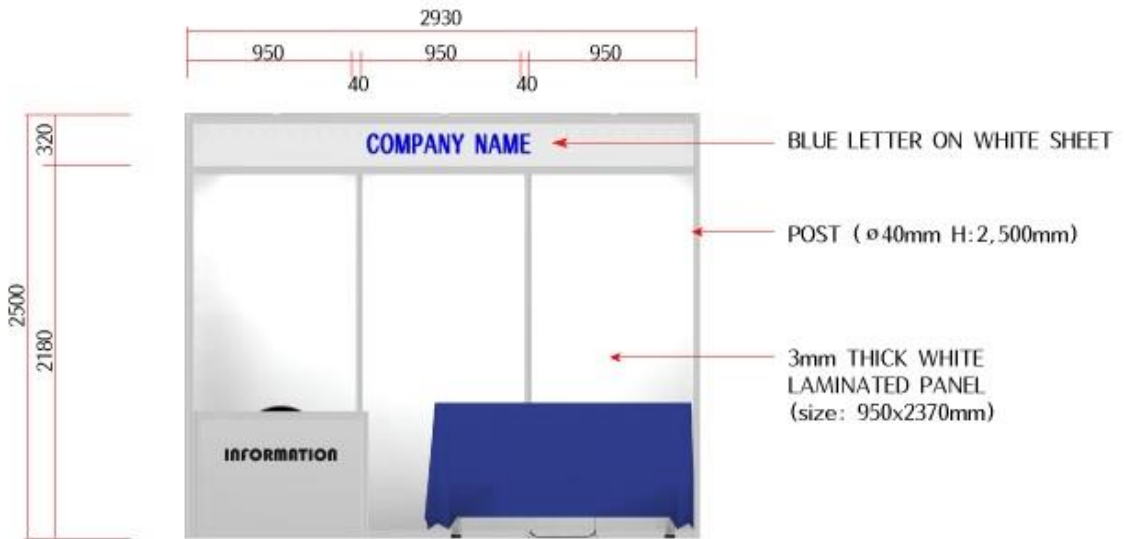 2930
950
950
950
40
40
320
2500
2180
COMPANY NAME
BLUE LETTER ON WHITE SHEET
POST (ø40mm H:2,500mm)
3mm THICK WHITE
LAMINATED PANEL
(size: 950x2370mm)
INFORMATION